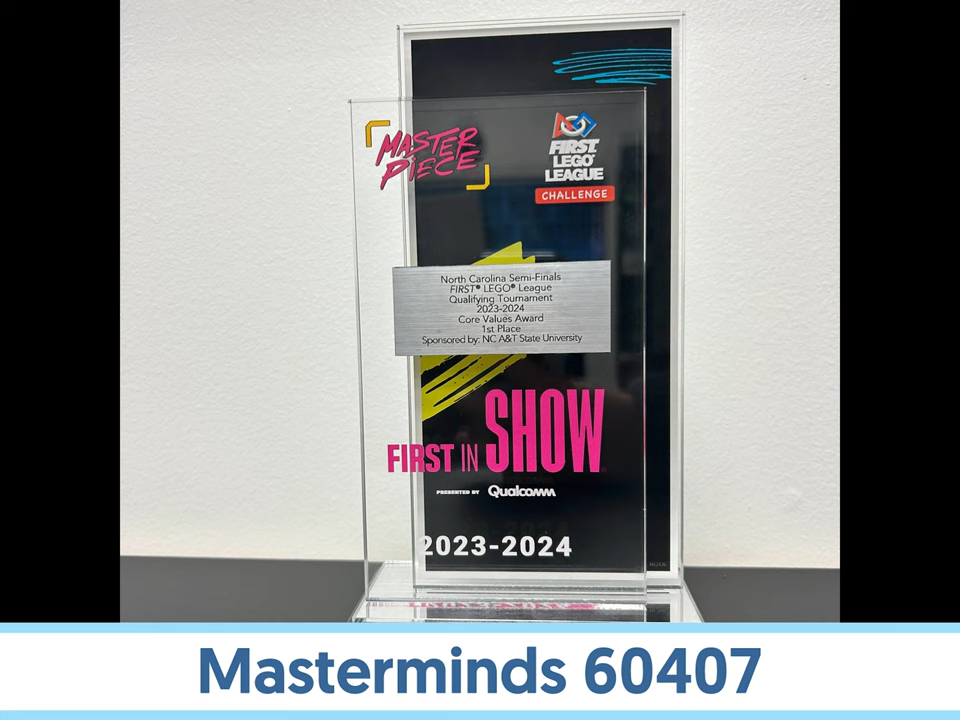 MASTER
PIECE
FIRST
LEGO
LEAGUE
CHALLENGE
North Carolina Semi-Finals
FIRST® LEGO® League
Qualifying Tournament
2023-2024
Core Values Award
1st Place
Sponsored by: NC A&T State University
FIRST IN SHOW
PRESENTED BY Qualcomm
2023-2024
Masterminds 60407